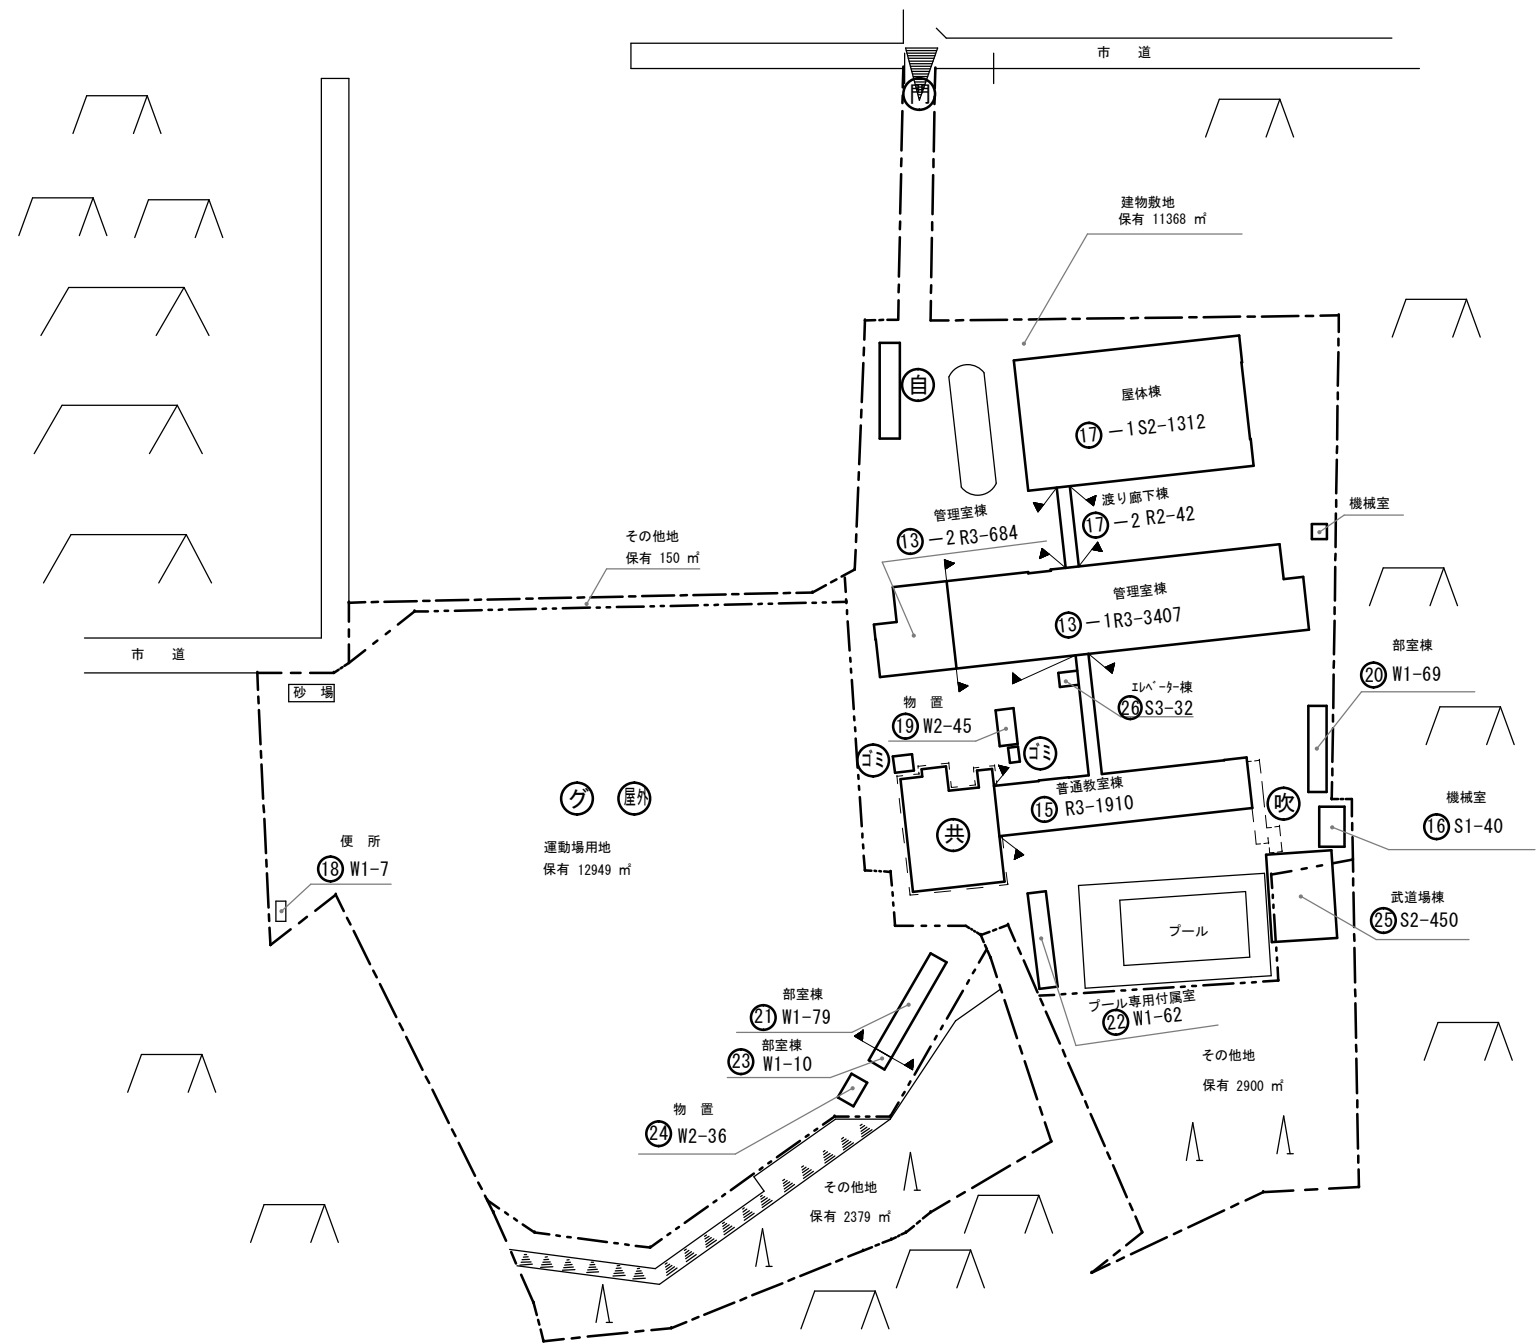 市　道
門
建物敷地
保有 11368 ㎡
自
屋体棟
⑰ －1S2-1312
機械室
渡り廊下棟
⑰ －2 R2-42
管理室棟
⑬ －2 R3-684
その他地
保有 150 ㎡
管理室棟
⑬ －1R3-3407
市　道
部室棟
⑳ W1-69
砂　場
エレベーター棟
㉖ S3-32
物　置
⑲ W2-45
ゴミ
ゴミ
普通教室棟
⑮ R3-1910
グ
屋外
吹
機械室
⑯ S1-40
共
便　所
⑱ W1-7
運動場用地
保有 12949 ㎡
武道場棟
㉕ S2-450
プール
部室棟
㉑ W1-79
プール専用付属室
㉒ W1-62
部室棟
㉓ W1-10
その他地
保有 2900 ㎡
物　置
㉔ W2-36
その他地
保有 2379 ㎡